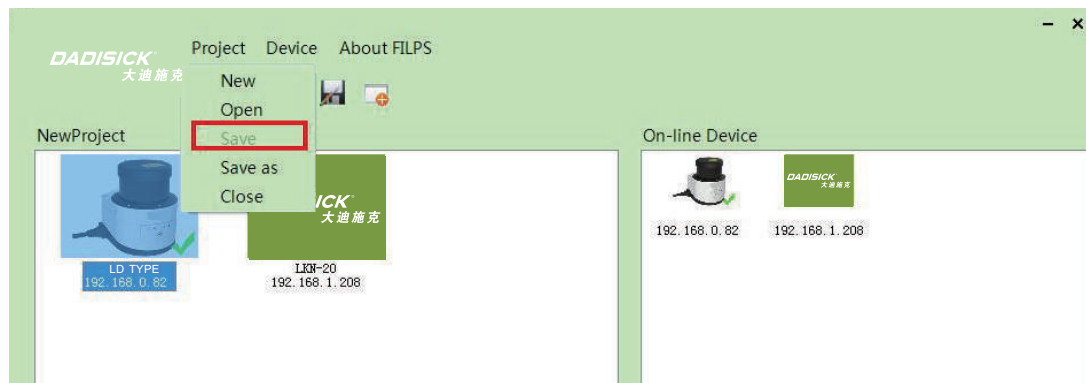 DADISICK
大迪施克
Project Device About FILPS
New
Open
Save
Save as
Close
NewProject
On-line Device
LD TYPE
192.168.0.82
ICK
大迪施克
LKN-20
192.168.1.208
192.168.0.82
DADISICK
大迪施克
192.168.1.208